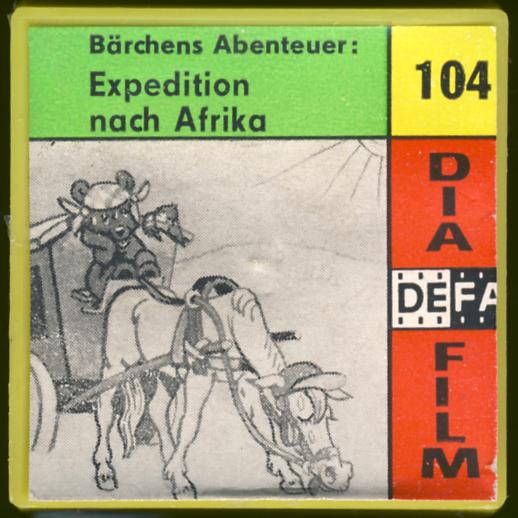 Bärchens Abenteuer:
Expedition
nach Afrika
104
DIA
DEFA
FILM